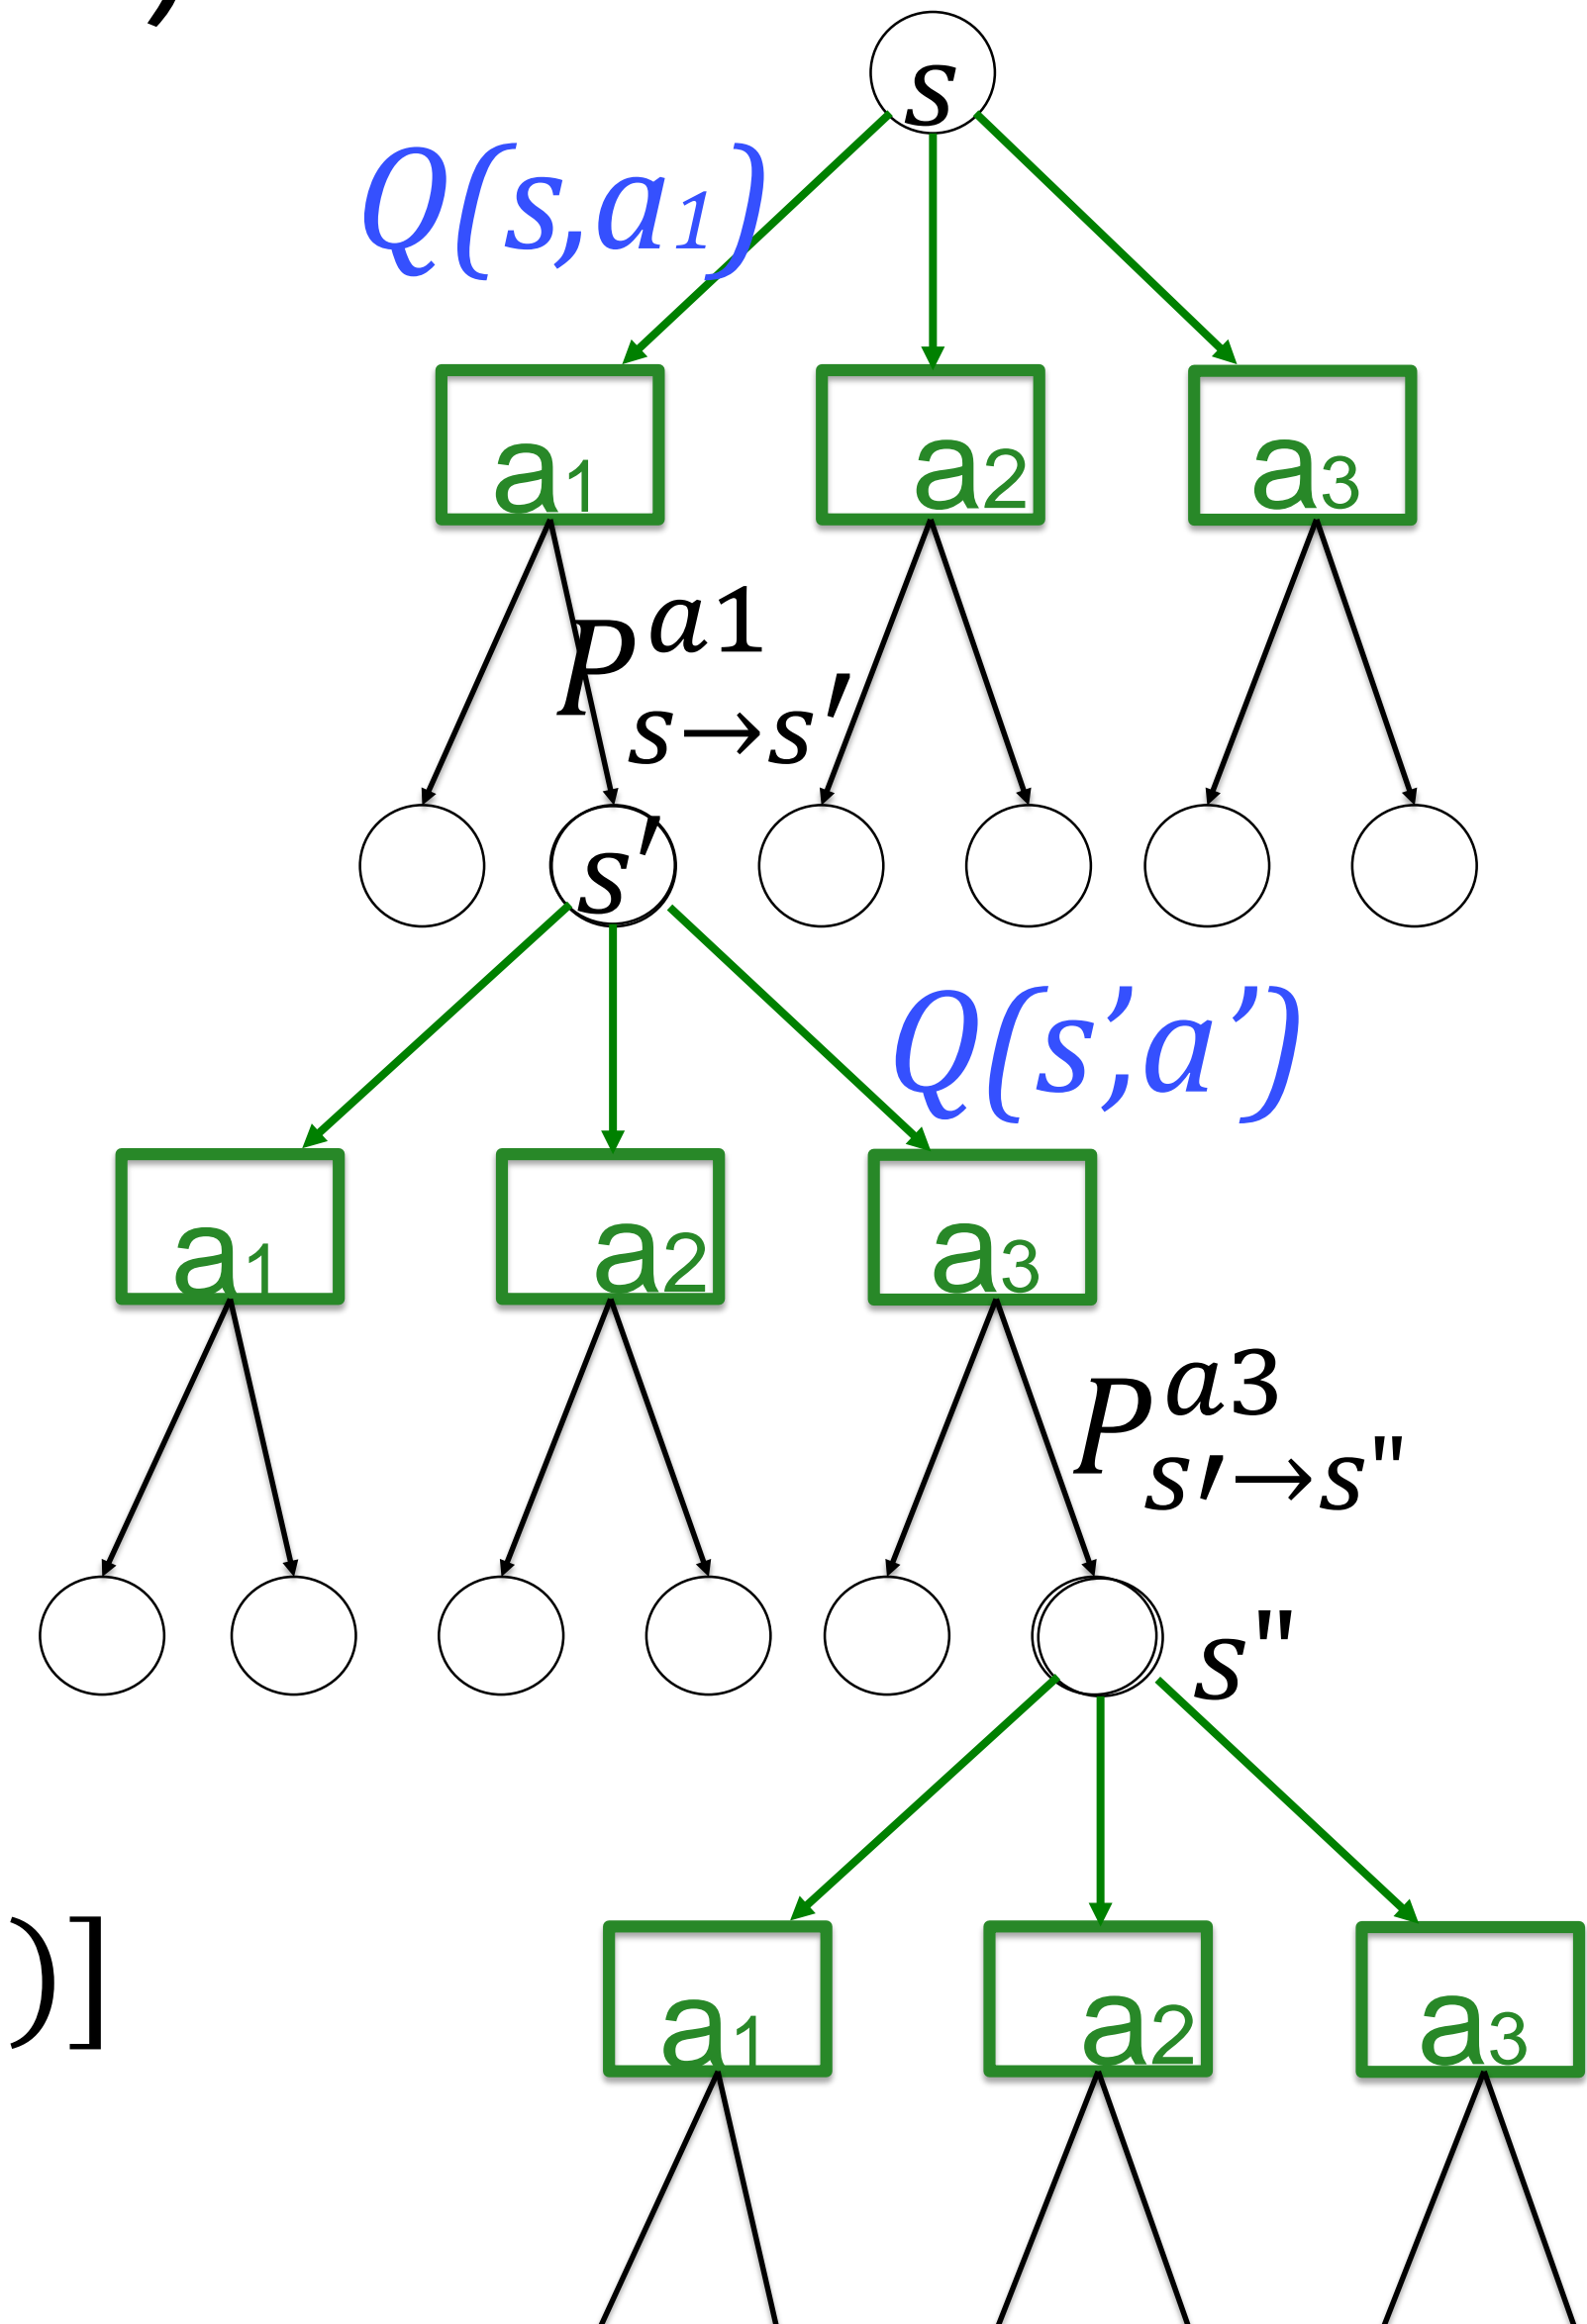 ,
s
Q(s,a1)
a1 a2 a3
P^{a1}_{s→s'}
s'
Q(s',a')
a1 a2 a3
P^{a3}_{s'→s"}
s"
)]
a1 a2 a3